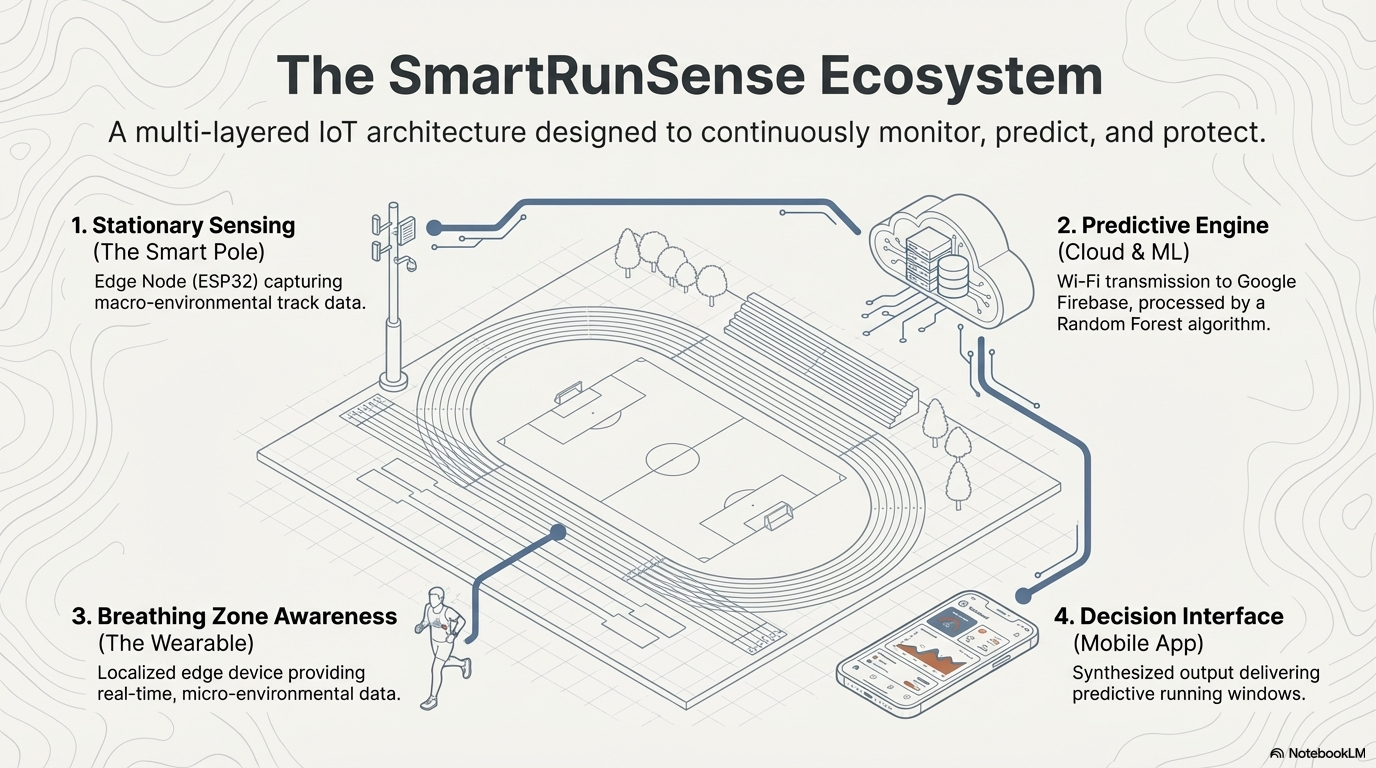 The SmartRunSense Ecosystem
A multi-layered IoT architecture designed to continuously monitor, predict, and protect.
1. Stationary Sensing
(The Smart Pole)
Edge Node (ESP32) capturing
macro-environmental track data.
2. Predictive Engine
(Cloud & ML)
Wi-Fi transmission to Google
Firebase, processed by a
Random Forest algorithm.
3. Breathing Zone Awareness
(The Wearable)
Localized edge device providing
real-time, micro-environmental data.
4. Decision Interface
(Mobile App)
Synthesized output delivering
predictive running windows.
NotebookLM